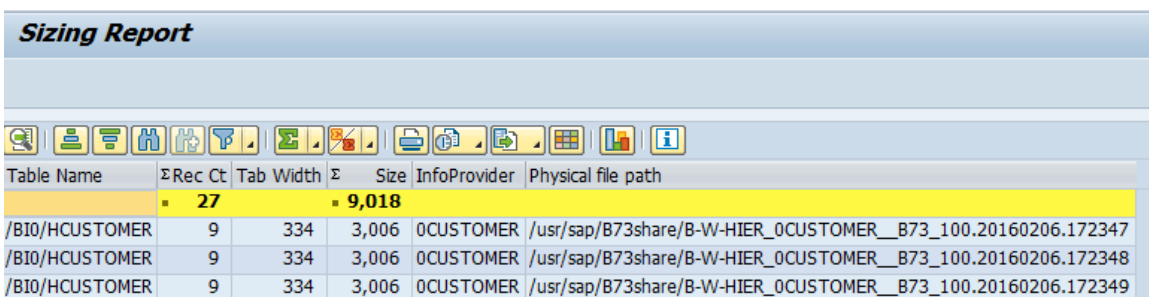 Sizing Report
Table Name ΣRec Ct Tab Width Σ Size InfoProvider Physical file path
27 9,018
/BI0/HCUSTOMER 9 334 3,006 0CUSTOMER /usr/sap/B73share/B-W-HIER_0CUSTOMER__B73_100.20160206.172347
/BI0/HCUSTOMER 9 334 3,006 0CUSTOMER /usr/sap/B73share/B-W-HIER_0CUSTOMER__B73_100.20160206.172348
/BI0/HCUSTOMER 9 334 3,006 0CUSTOMER /usr/sap/B73share/B-W-HIER_0CUSTOMER__B73_100.20160206.172349